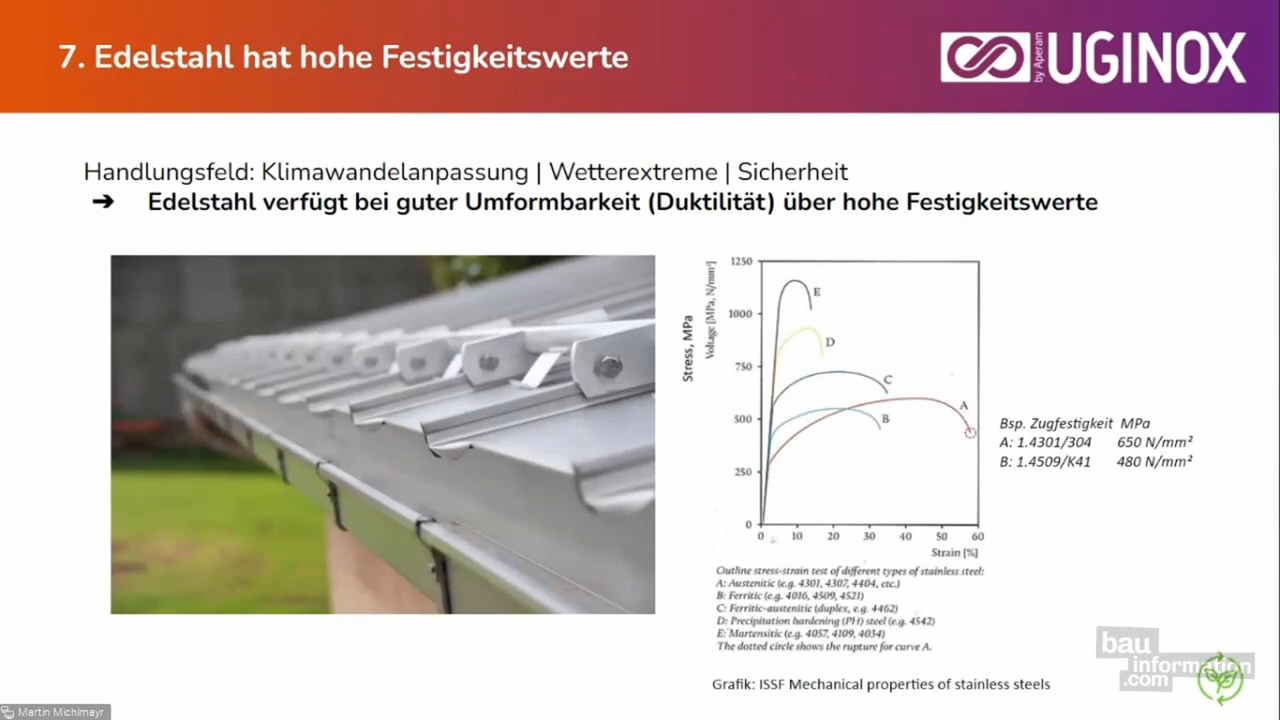 7. Edelstahl hat hohe Festigkeitswerte
by Aperam
UGINOX
Handlungsfeld: Klimawandelanpassung | Wetterextreme | Sicherheit
➔ Edelstahl verfügt bei guter Umformbarkeit (Duktilität) über hohe Festigkeitswerte
Stress, MPa
Voltage [MPa, N/mm²]
1250
1000
750
500
250
0
E
D
C
A
B
0 10 20 30 40 50 60
Strain [%]
Bsp. Zugfestigkeit MPa
A: 1.4301/304 650 N/mm²
B: 1.4509/K41 480 N/mm²
Outline stress-strain test of different types of stainless steel:
A: Austenitic (e.g. 4301, 4307, 4404, etc.)
B: Ferritic (e.g. 4016, 4509, 4521)
C: Ferritic-austenitic (duplex, e.g. 4462)
D: Precipitation hardening (PH) steel (e.g. 4542)
E: Martensitic (e.g. 4057, 4109, 4034)
The dotted circle shows the rupture for curve A.
Grafik: ISSF Mechanical properties of stainless steels
bau
information
.com
Martin Michlmayr